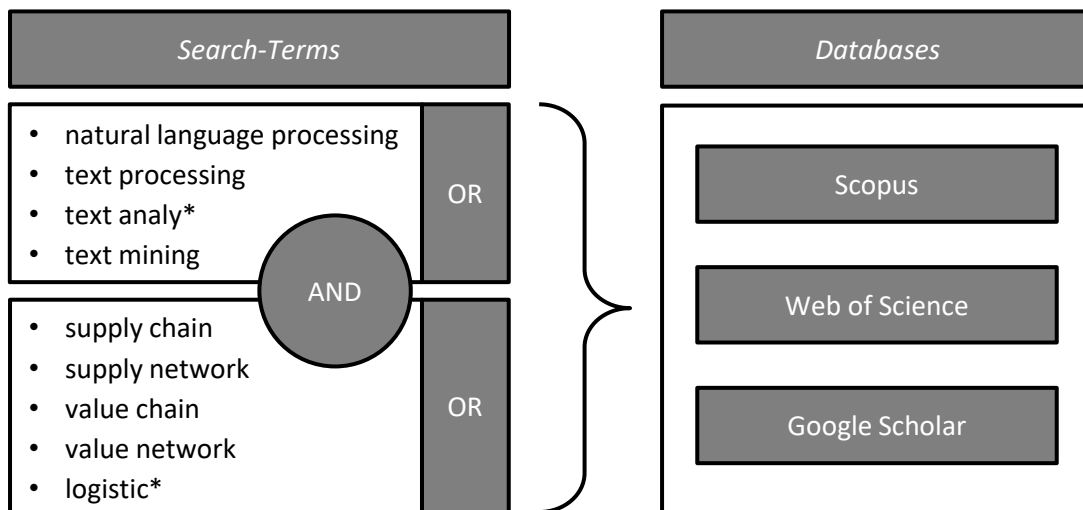 Search-Terms
• natural language processing
• text processing
• text analy*
• text mining
OR
AND
• supply chain
• supply network
• value chain
• value network
• logistic*
OR
Databases
Scopus
Web of Science
Google Scholar